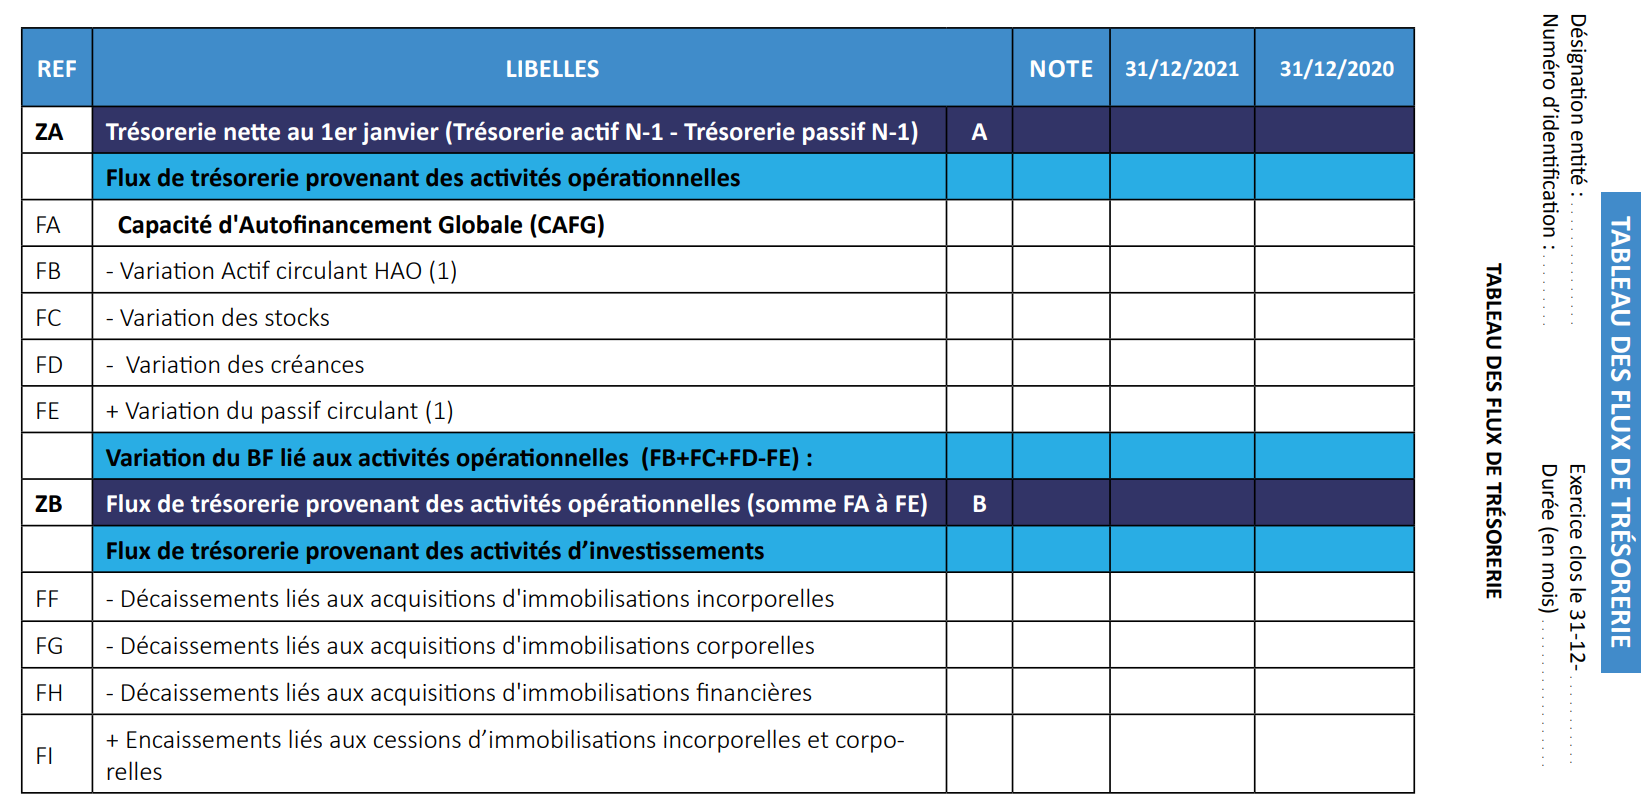 TABLEAU DES FLUX DE TRÉSORERIE
Désignation entité : . . . . . . . . . . . . . . Exercice clos le 31-12- . . . . . . . . . .
Numéro d’identification : . . . . . . . . . Durée (en mois) . . . . . . . . . . . . . . . . .
TABLEAU DES FLUX DE TRÉSORERIE
REF LIBELLES NOTE 31/12/2021 31/12/2020
ZA Trésorerie nette au 1er janvier (Trésorerie actif N-1 - Trésorerie passif N-1) A
Flux de trésorerie provenant des activités opérationnelles
FA Capacité d'Autofinancement Globale (CAFG)
FB - Variation Actif circulant HAO (1)
FC - Variation des stocks
FD - Variation des créances
FE + Variation du passif circulant (1)
Variation du BF lié aux activités opérationnelles (FB+FC+FD-FE) :
ZB Flux de trésorerie provenant des activités opérationnelles (somme FA à FE) B
Flux de trésorerie provenant des activités d’investissements
FF - Décaissements liés aux acquisitions d'immobilisations incorporelles
FG - Décaissements liés aux acquisitions d'immobilisations corporelles
FH - Décaissements liés aux acquisitions d'immobilisations financières
FI + Encaissements liés aux cessions d’immobilisations incorporelles et corpo-
relles